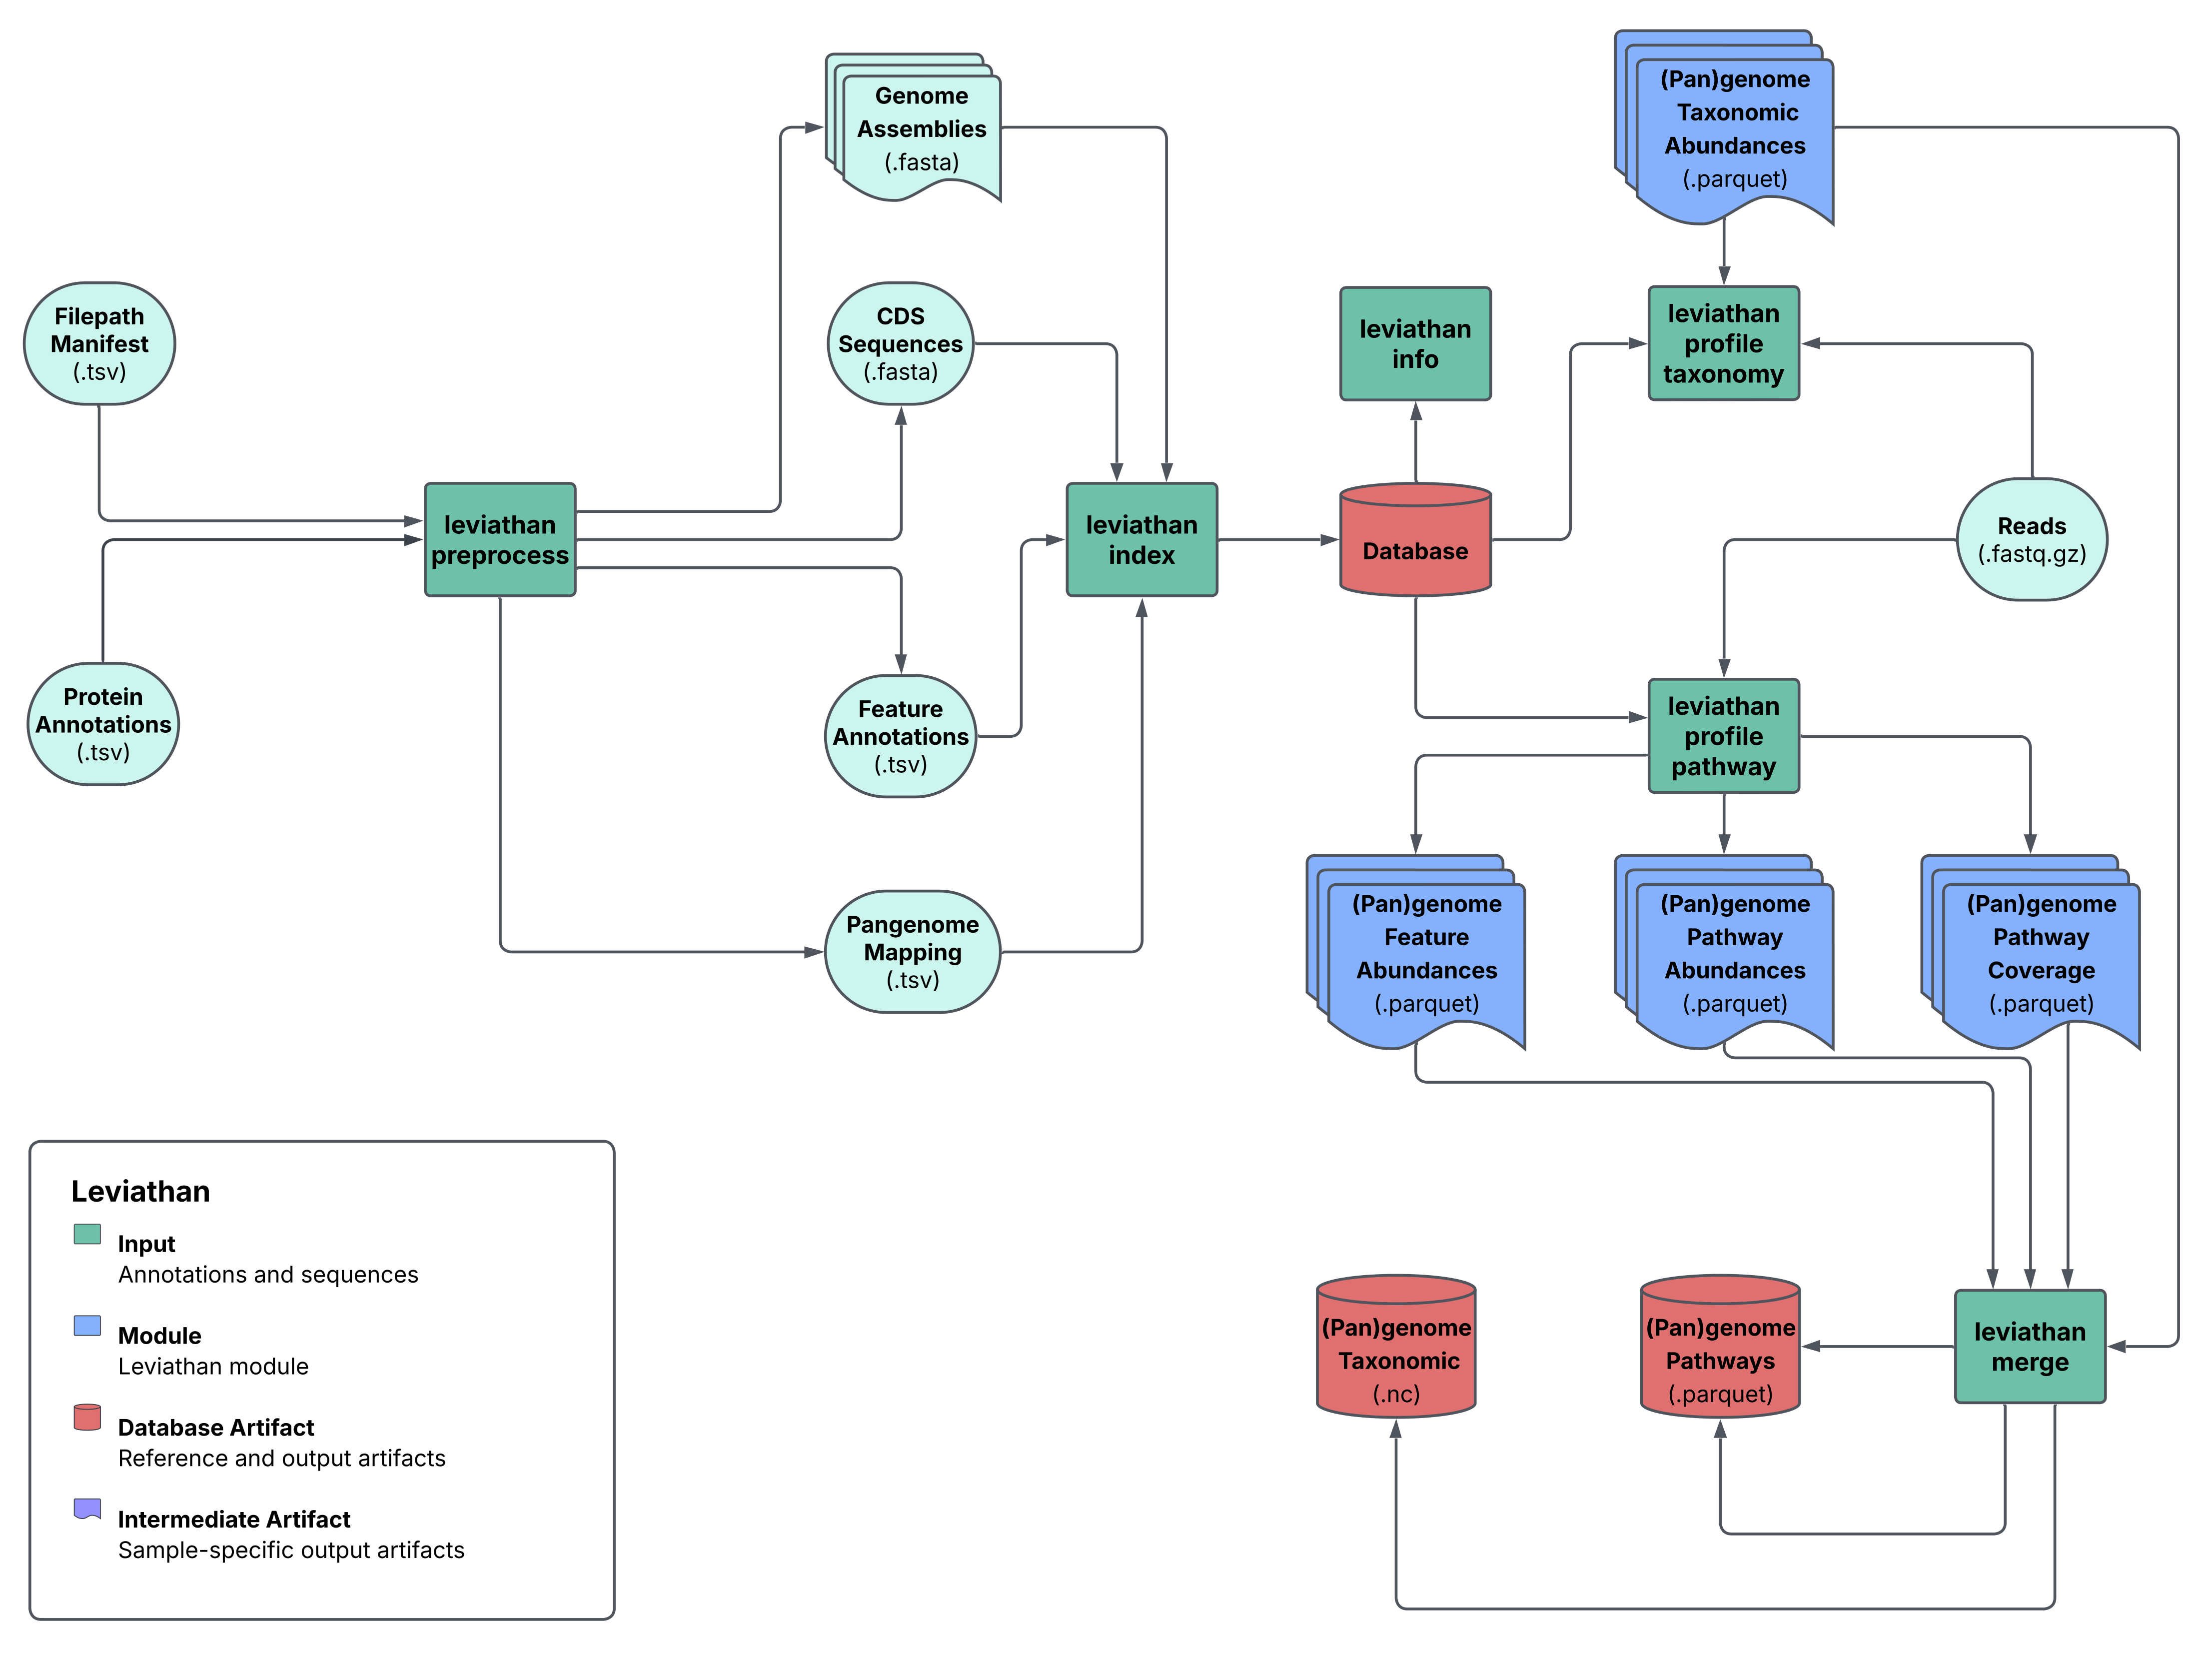 Genome
Assemblies
(.fasta)
(Pan)genome
Taxonomic
Abundances
(.parquet)
Filepath
Manifest
(.tsv)
CDS
Sequences
(.fasta)
leviathan
info
leviathan
profile
taxonomy
leviathan
preprocess
leviathan
index
Database
Reads
(.fastq.gz)
Protein
Annotations
(.tsv)
Feature
Annotations
(.tsv)
leviathan
profile
pathway
Pangenome
Mapping
(.tsv)
(Pan)genome
Feature
Abundances
(.parquet)
(Pan)genome
Pathway
Abundances
(.parquet)
(Pan)genome
Pathway
Coverage
(.parquet)
Leviathan
Input
Annotations and sequences
Module
Leviathan module
Database Artifact
Reference and output artifacts
Intermediate Artifact
Sample-specific output artifacts
(Pan)genome
Taxonomic
(.nc)
(Pan)genome
Pathways
(.parquet)
leviathan
merge